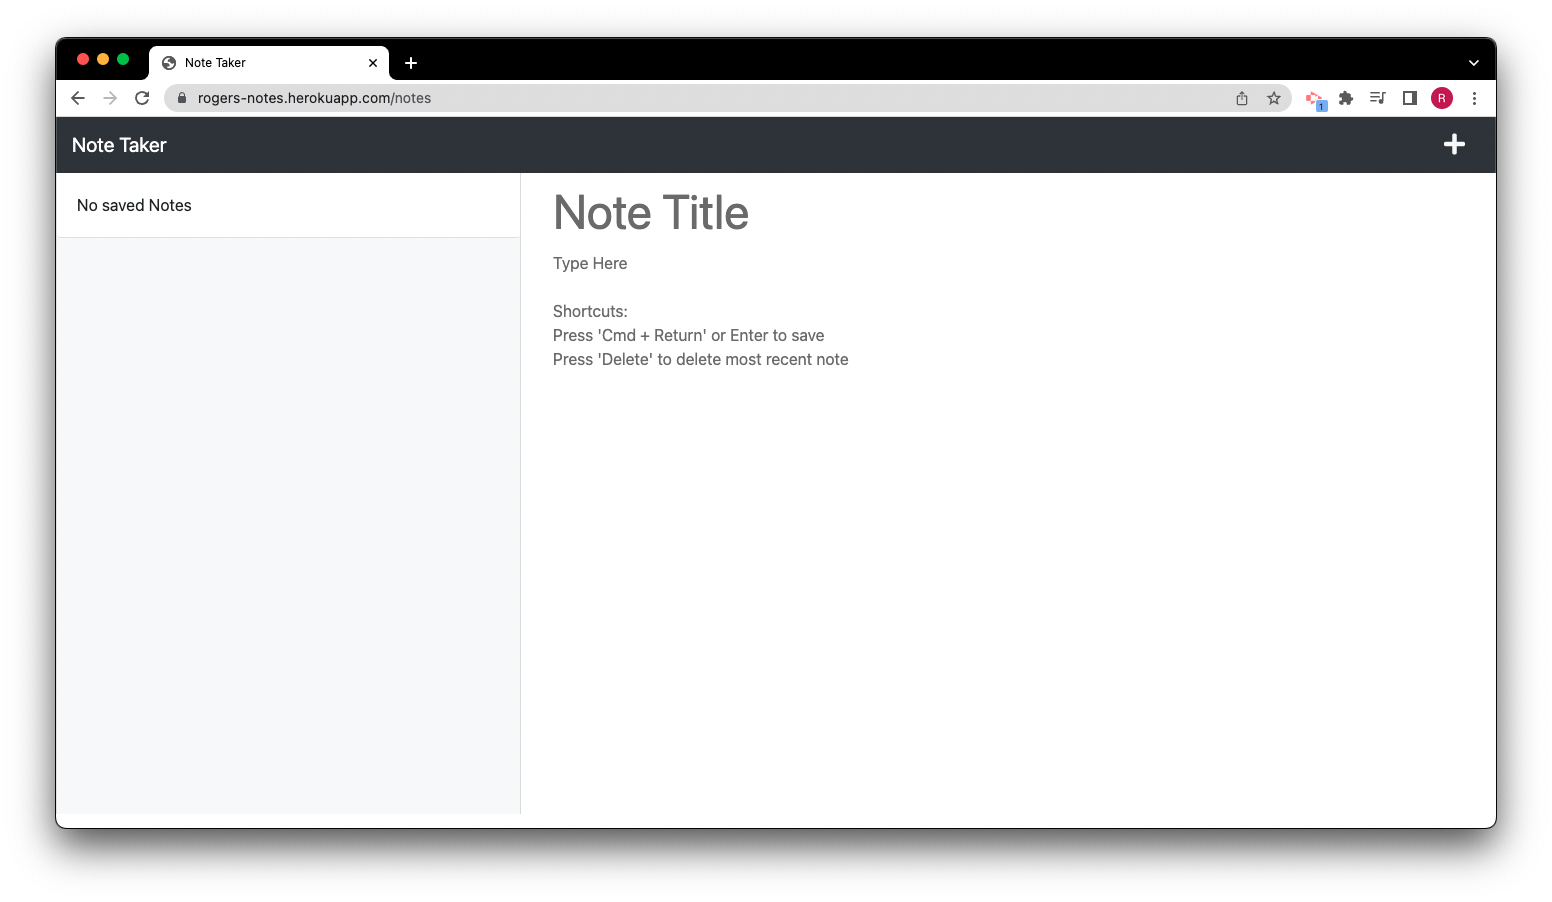 Note Taker
rogers-notes.herokuapp.com/notes
1
R
Note Taker
No saved Notes
Note Title
Type Here
Shortcuts:
Press 'Cmd + Return' or Enter to save
Press 'Delete' to delete most recent note